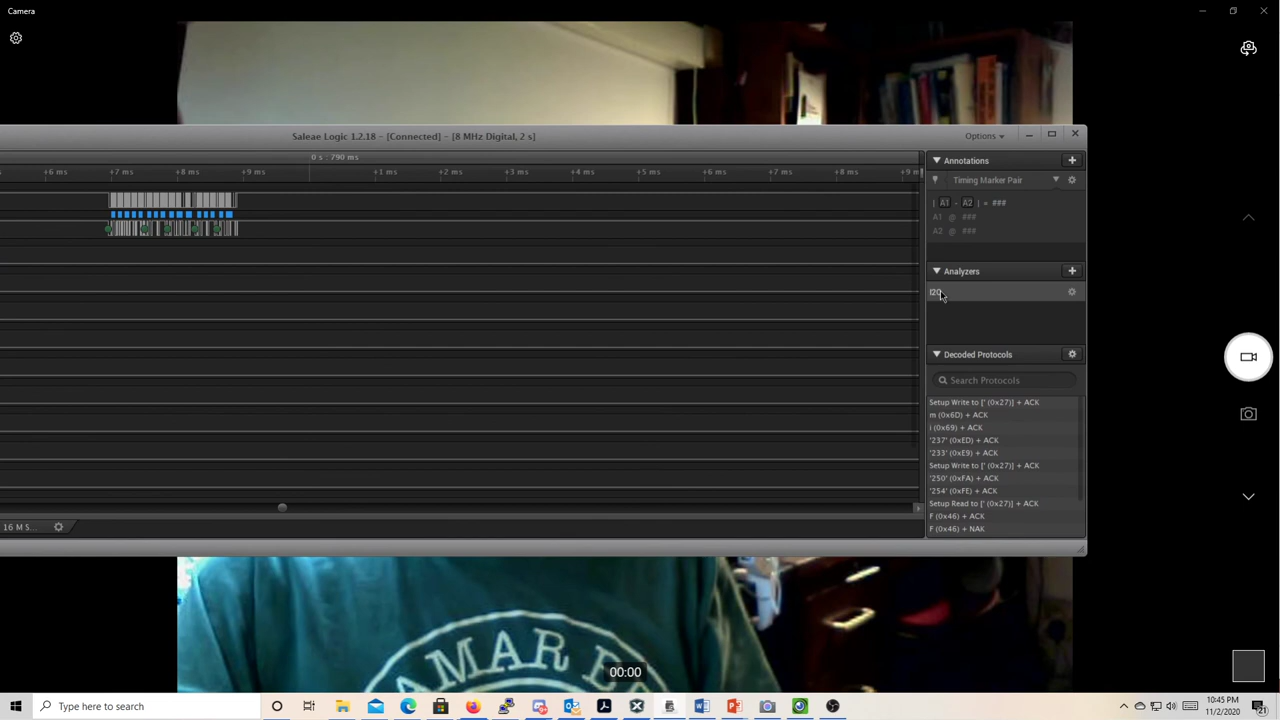 Camera
Saleae Logic 1.2.18 - [Connected] - [8 MHz Digital, 2 s]
Options
0 s : 790 ms
+6 ms +7 ms +8 ms +9 ms +1 ms +2 ms +3 ms +4 ms +5 ms +6 ms +7 ms +8 ms +9 m
Annotations
Timing Marker Pair
| A1 - A2 | = ###
A1 @ ###
A2 @ ###
Analyzers
Decoded Protocols
Search Protocols
Setup Write to [' (0x27)] + ACK
m (0x6D) + ACK
i (0x69) + ACK
'237' (0xED) + ACK
'233' (0xE9) + ACK
Setup Write to [' (0x27)] + ACK
'250' (0xFA) + ACK
'254' (0xFE) + ACK
Setup Read to [' (0x27)] + ACK
F (0x46) + ACK
F (0x46) + NAK
16 M S...
AMAR
00:00
Type here to search
10:45 PM
11/2/2020
21